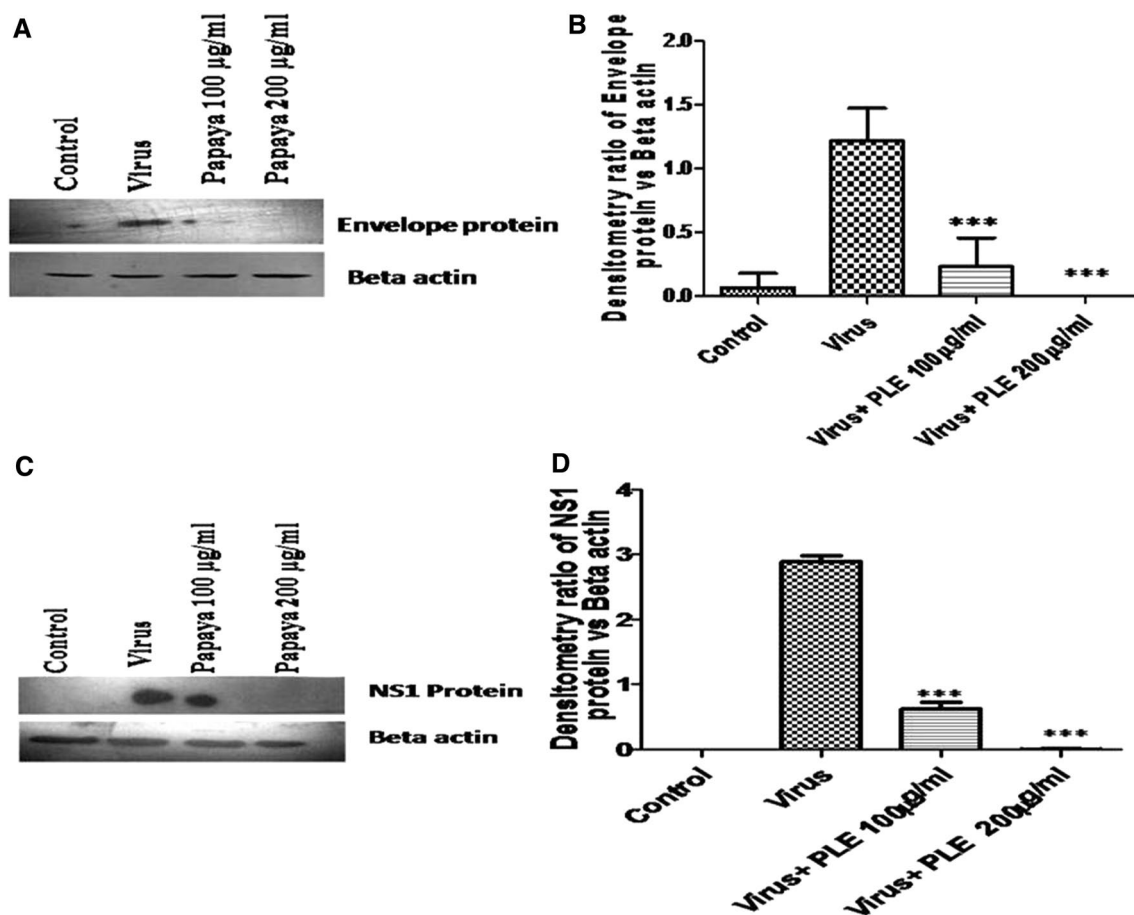 A
Control
Virus
Papaya 100 µg/ml
Papaya 200 µg/ml
Envelope protein
Beta actin
B
Densitometry ratio of Envelope
protein vs Beta actin
2.0
1.5
1.0
0.5
0.0
***
***
Control
Virus
Virus+ PLE 100µg/ml
Virus+ PLE 200µg/ml
C
Control
Virus
Papaya 100 µg/ml
Papaya 200 µg/ml
NS1 Protein
Beta actin
D
Densitometry ratio of NS1
protein vs Beta actin
4
3
2
1
0
***
***
Control
Virus
Virus+ PLE 100µg/ml
Virus+ PLE 200µg/ml